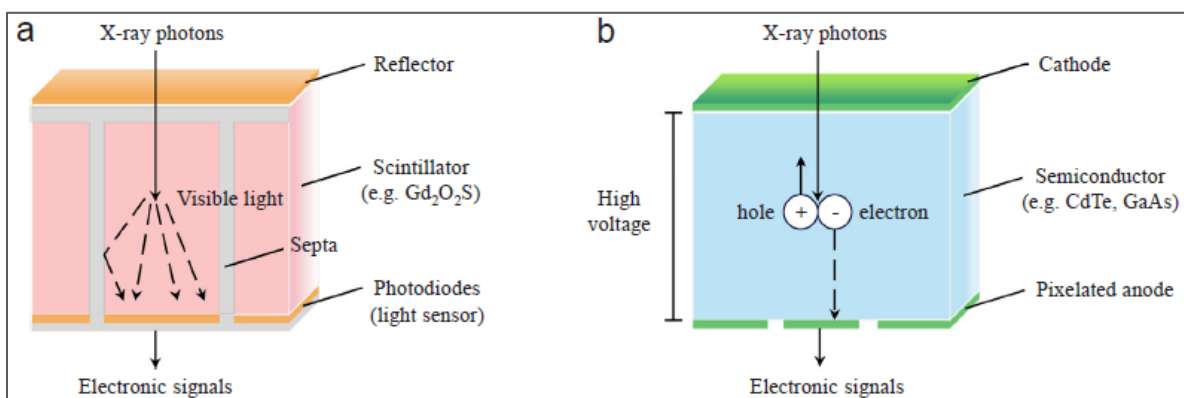 a
X-ray photons
Reflector
Scintillator
(e.g. Gd₂O₂S)
Visible light
Septa
Photodiodes
(light sensor)
Electronic signals
b
X-ray photons
Cathode
High
voltage
hole
+
-
electron
Semiconductor
(e.g. CdTe, GaAs)
Pixelated anode
Electronic signals